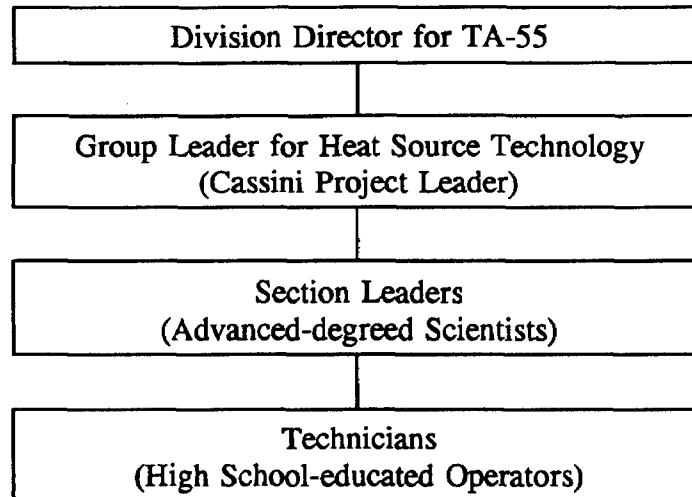 Division Director for TA-55
Group Leader for Heat Source Technology
(Cassini Project Leader)
Section Leaders
(Advanced-degreed Scientists)
Technicians
(High School-educated Operators)